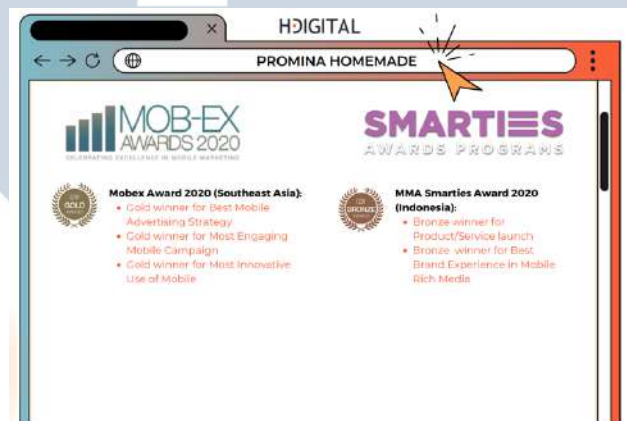 HDIGITAL
PROMINA HOMEMADE
MOB-EX
AWARDS 2020
CELEBRATING EXCELLENCE IN MOBILE MARKETING
SMARTIES
AWARDS PROGRAMS
GOLD
Mobex Award 2020 (Southeast Asia):
• Gold winner for Best Mobile
Advertising Strategy
• Gold winner for Most Engaging
Mobile Campaign
• Gold winner for Most Innovative
Use of Mobile
BRONZE
MMA Smarties Award 2020
(Indonesia):
• Bronze winner for
Product/Service launch
• Bronze winner for Best
Brand Experience in Mobile
Rich Media